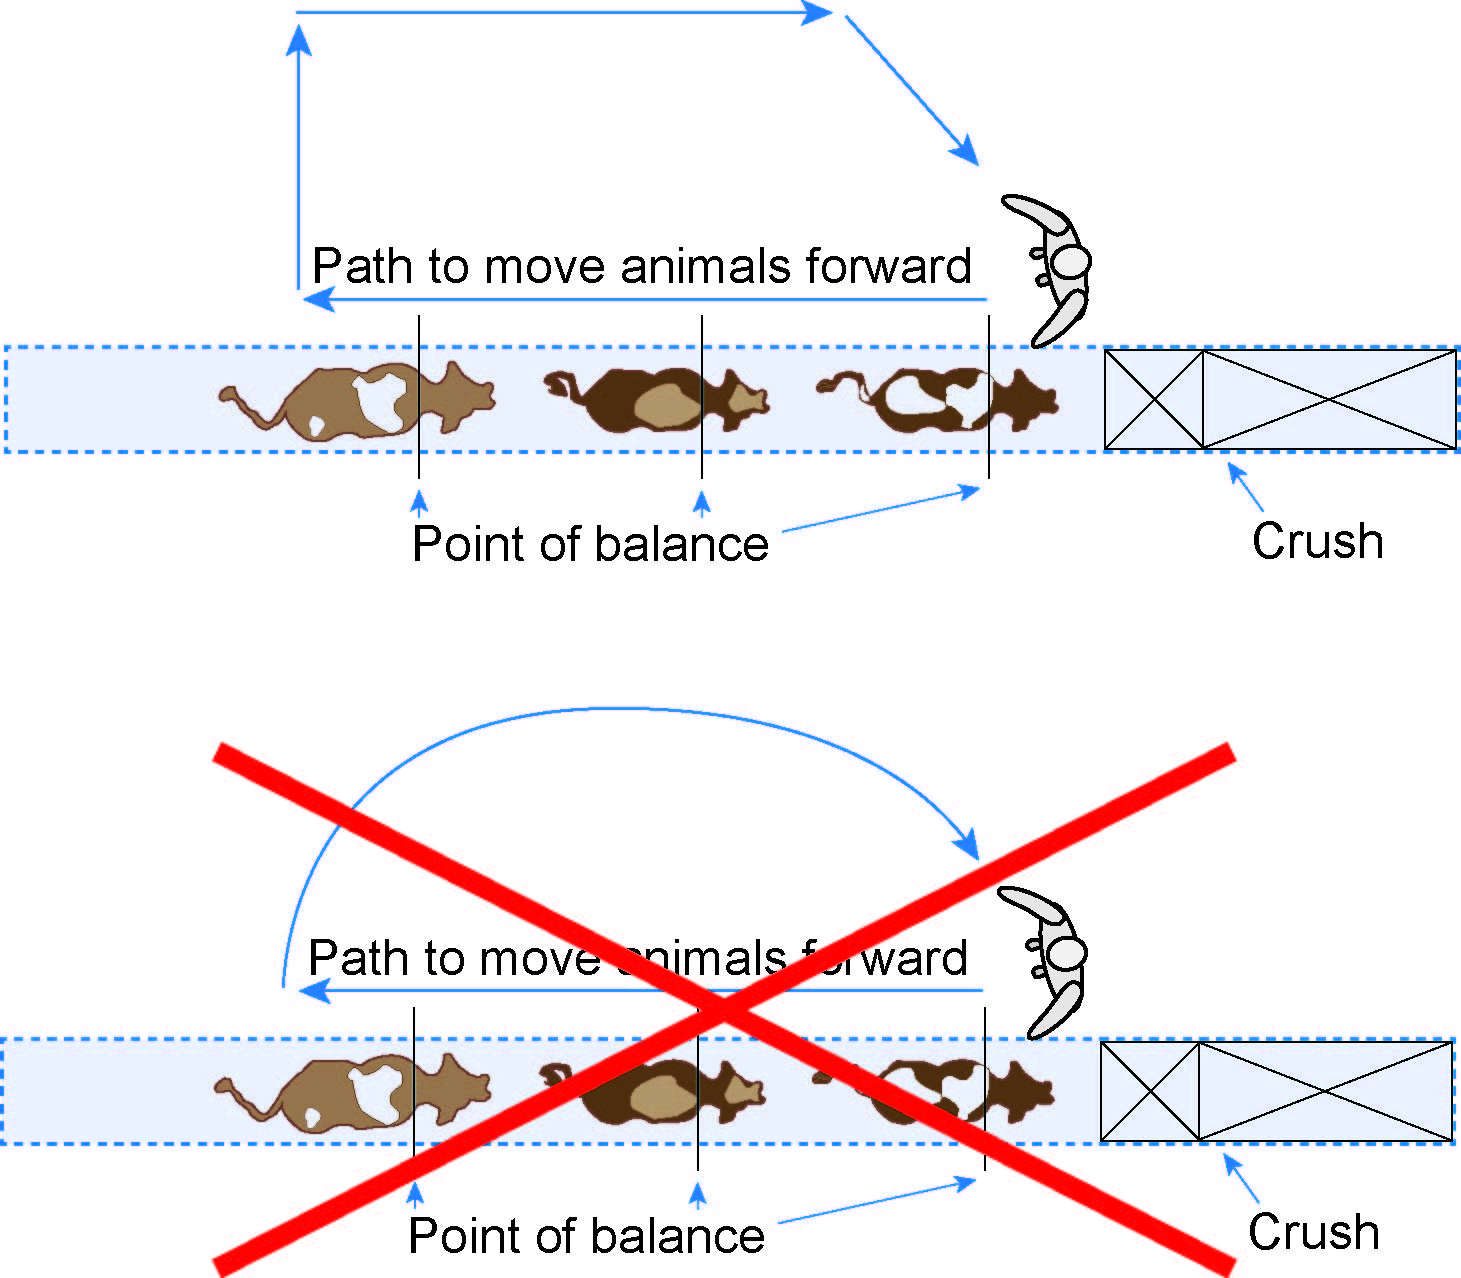 Path to move animals forward
Point of balance
Crush
Path to move animals forward
Point of balance
Crush